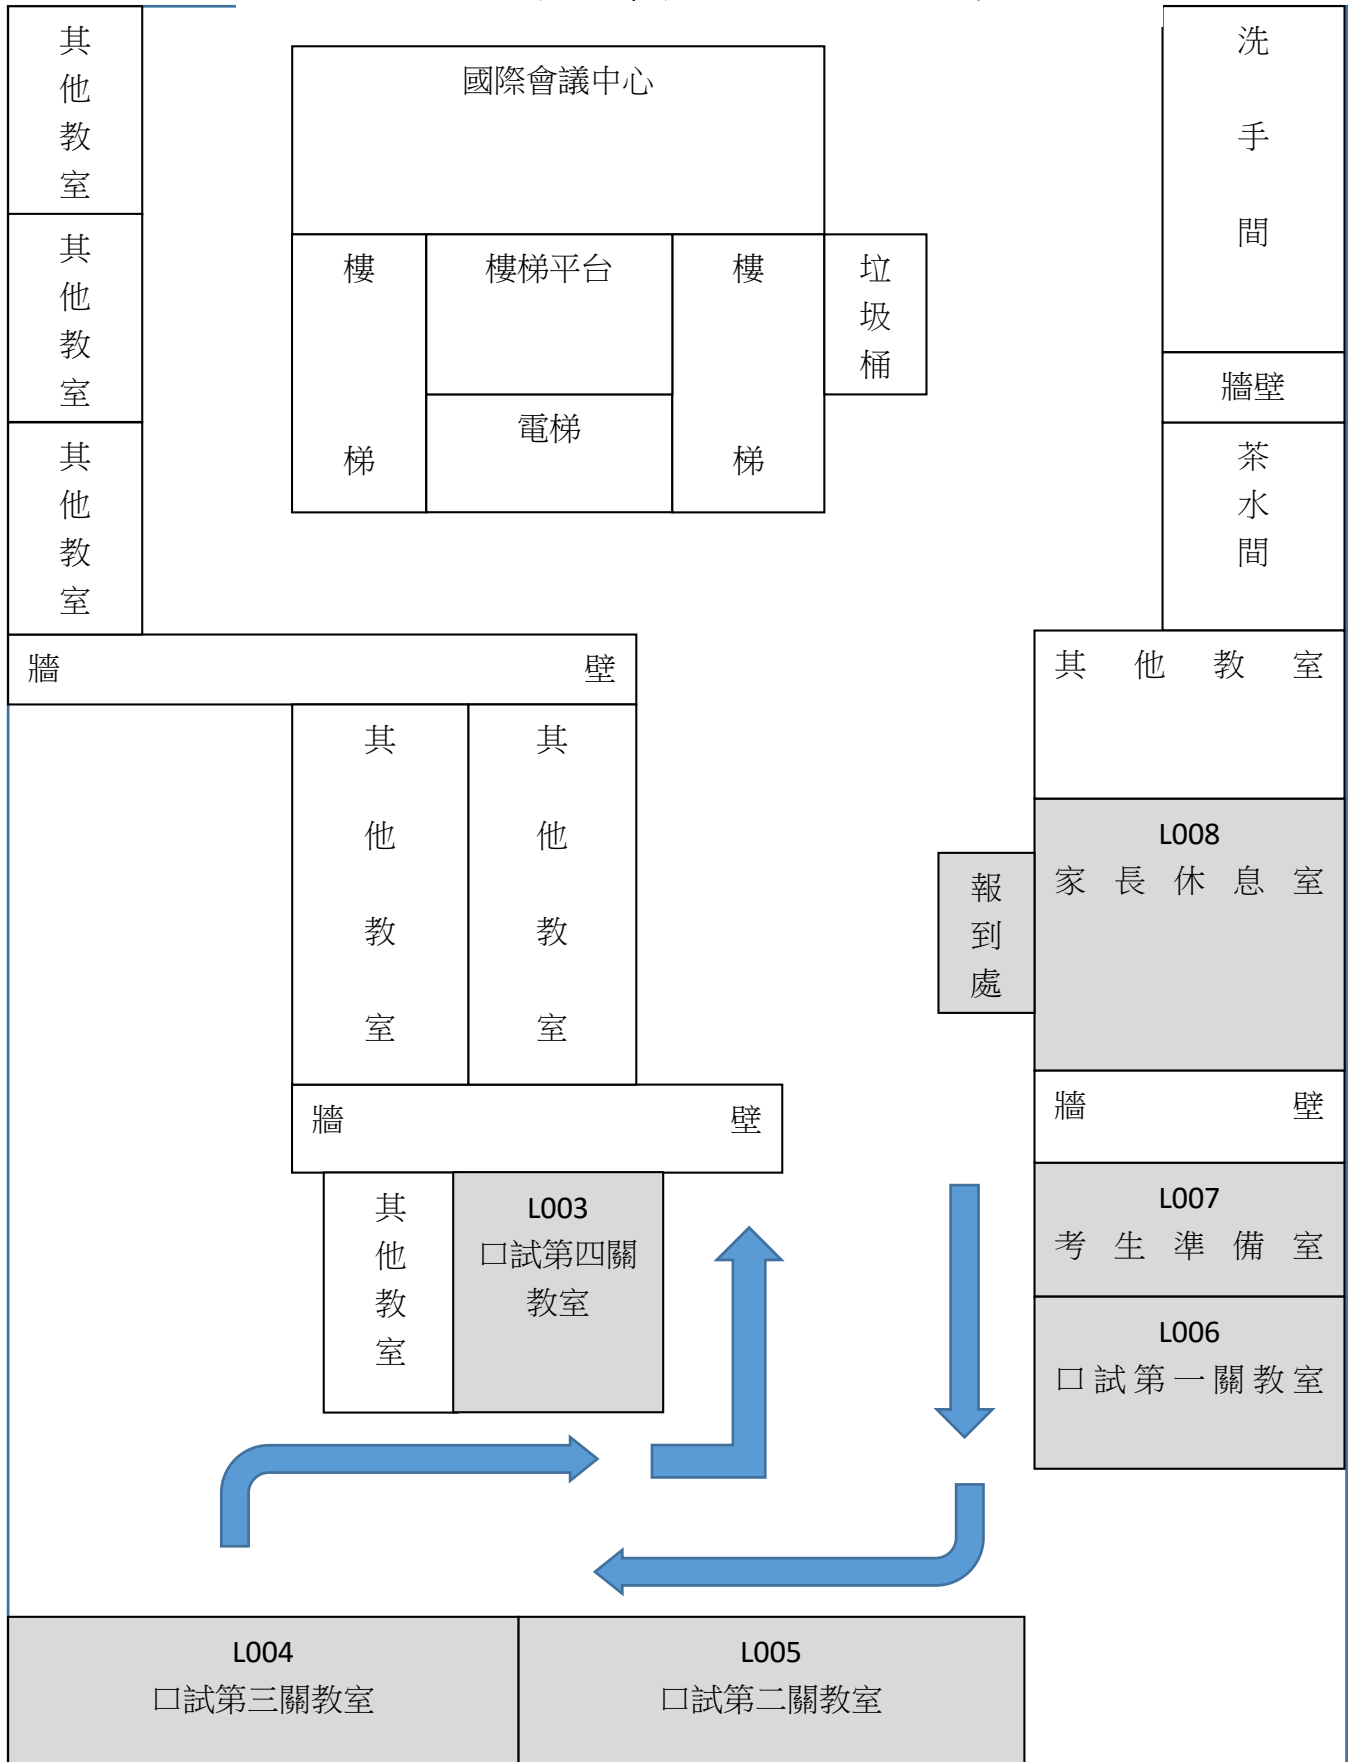 其他教室
國際會議中心
洗手間
其他教室
樓梯
樓梯平台
樓梯
垃圾桶
牆壁
電梯
其他教室
茶水間
牆壁
其他教室
其他教室
其他教室
L008
家長休息室
報到處
牆壁
牆壁
其他教室
L003
口試第四關
教室
L007
考生準備室
L006
口試第一關教室
L004
口試第三關教室
L005
口試第二關教室